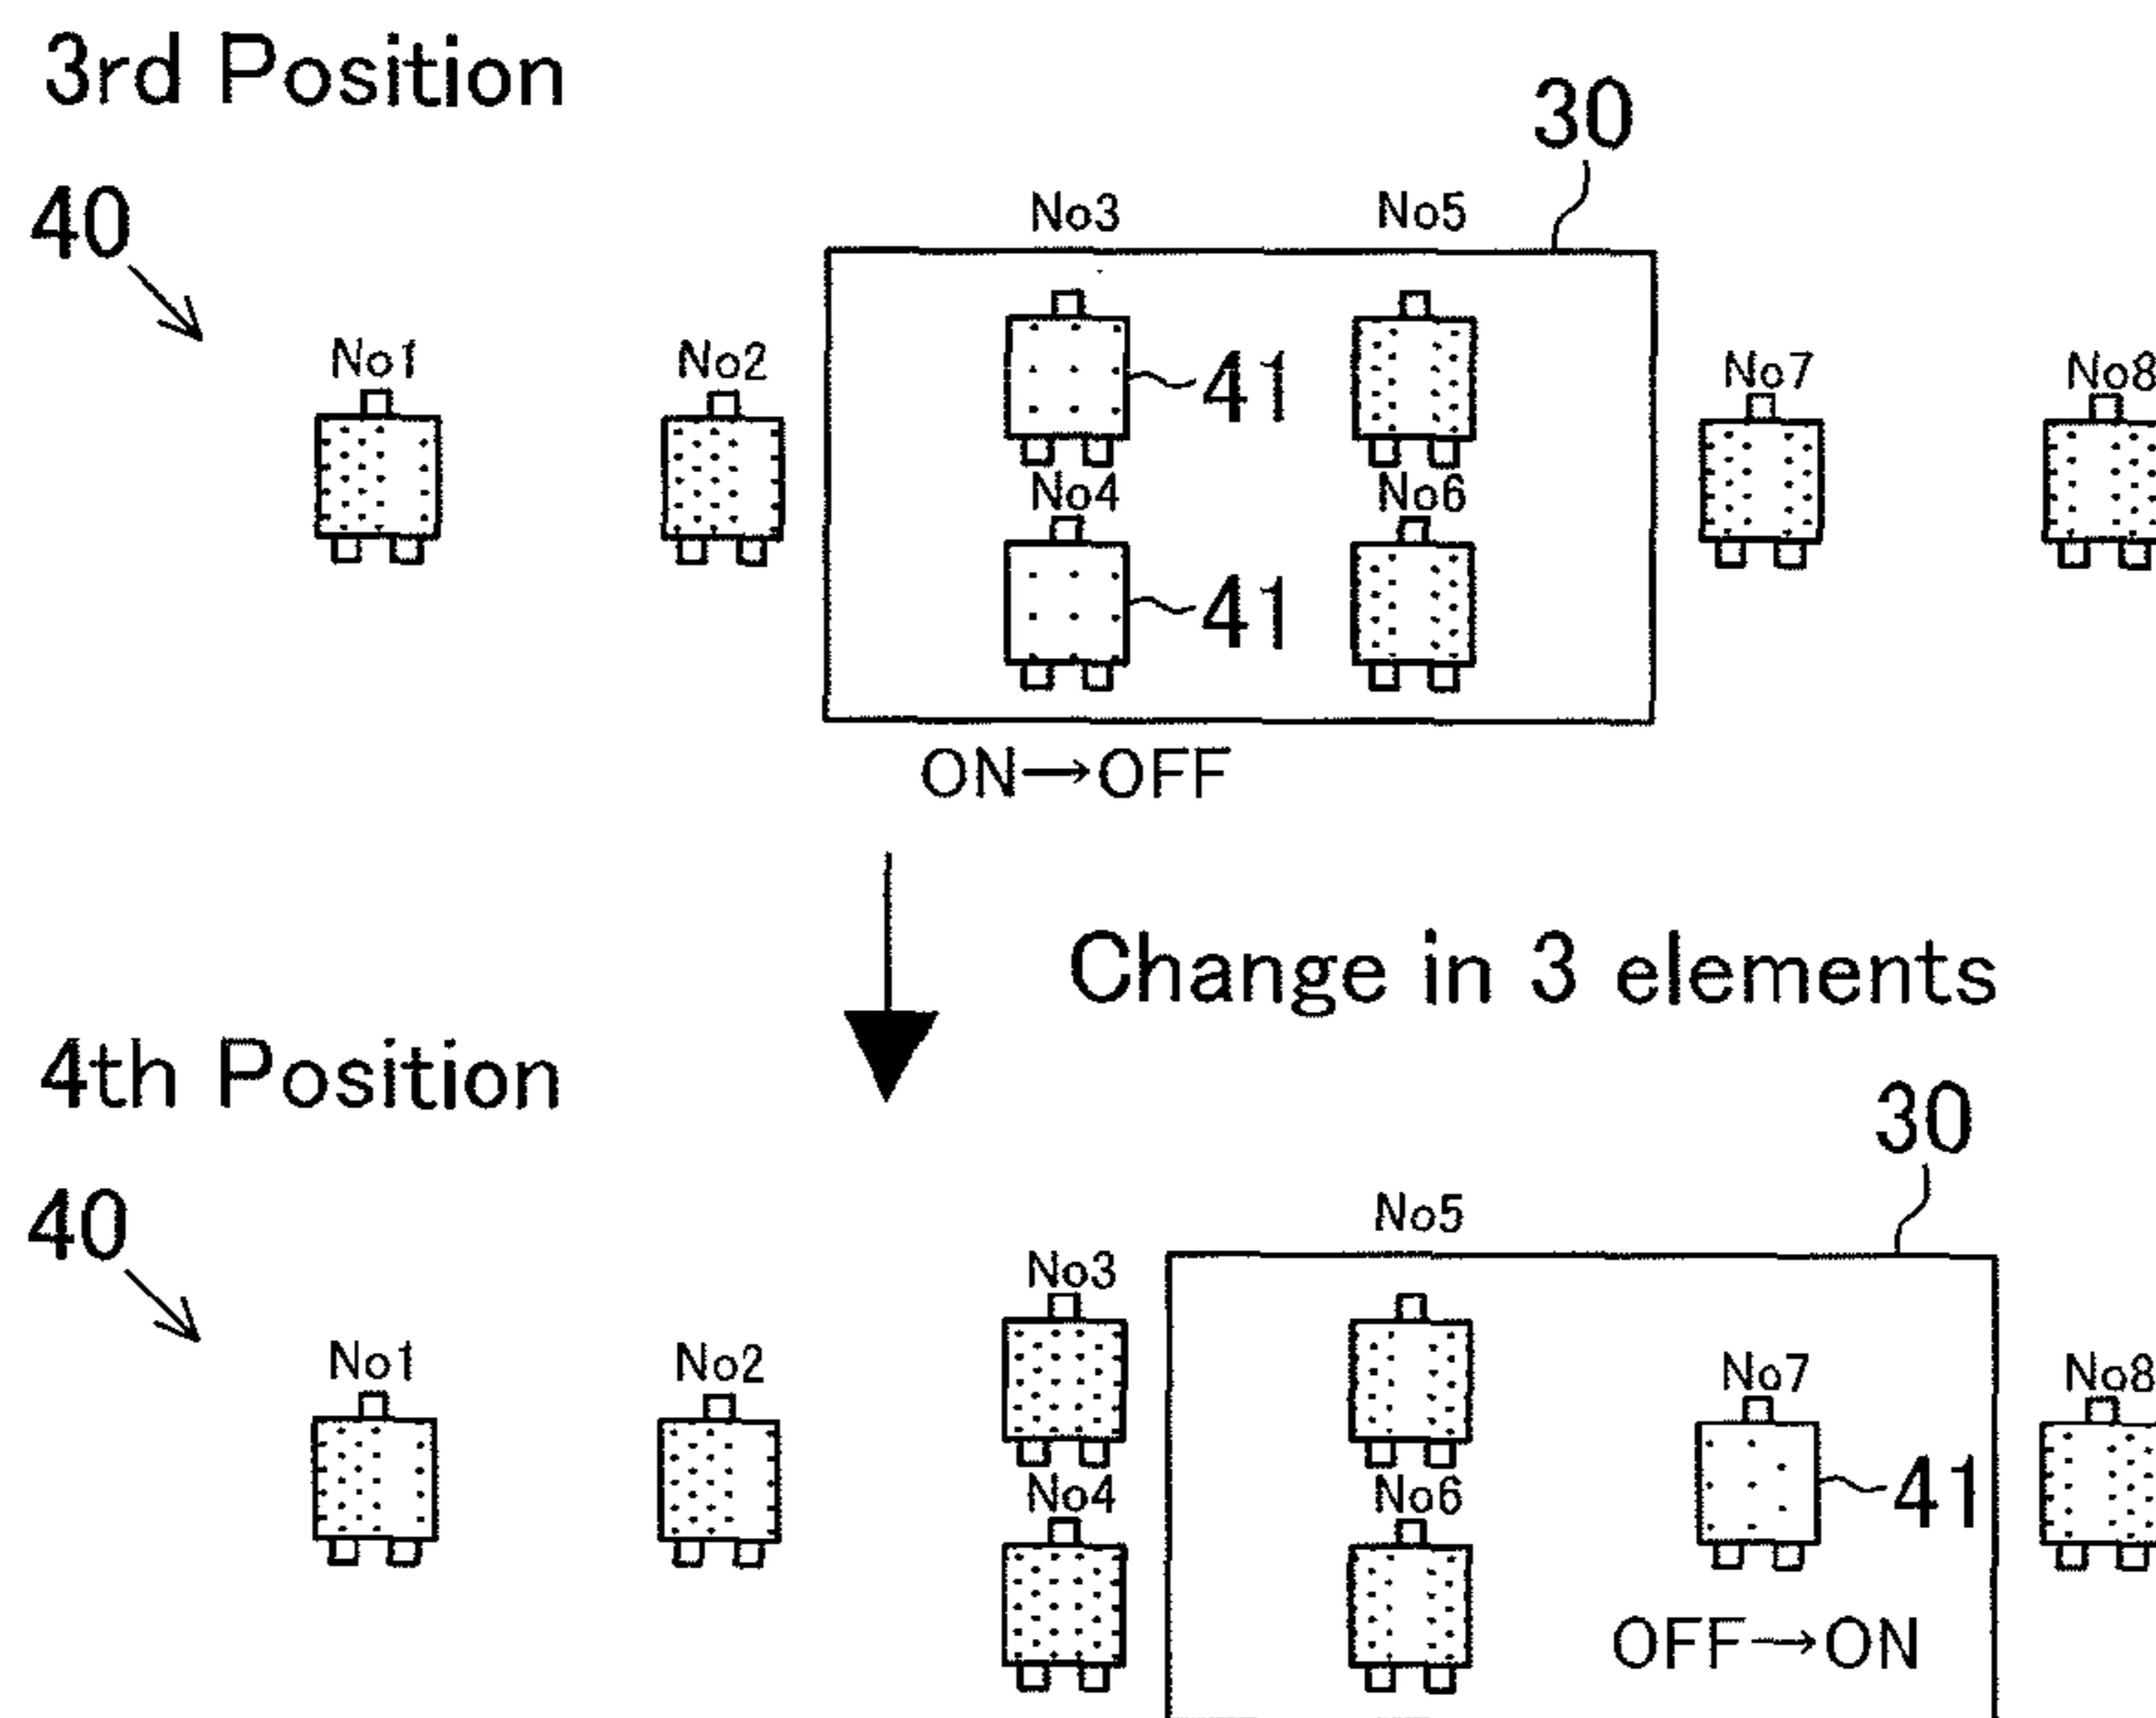 3rd Position
30
40
No3 No5
No1 No2 No7 No8
41
No4 No6
41
ON→OFF
Change in 3 elements
4th Position
30
40
No5
No3
No1 No2 No7 No8
41
No4 No6
OFF→ON